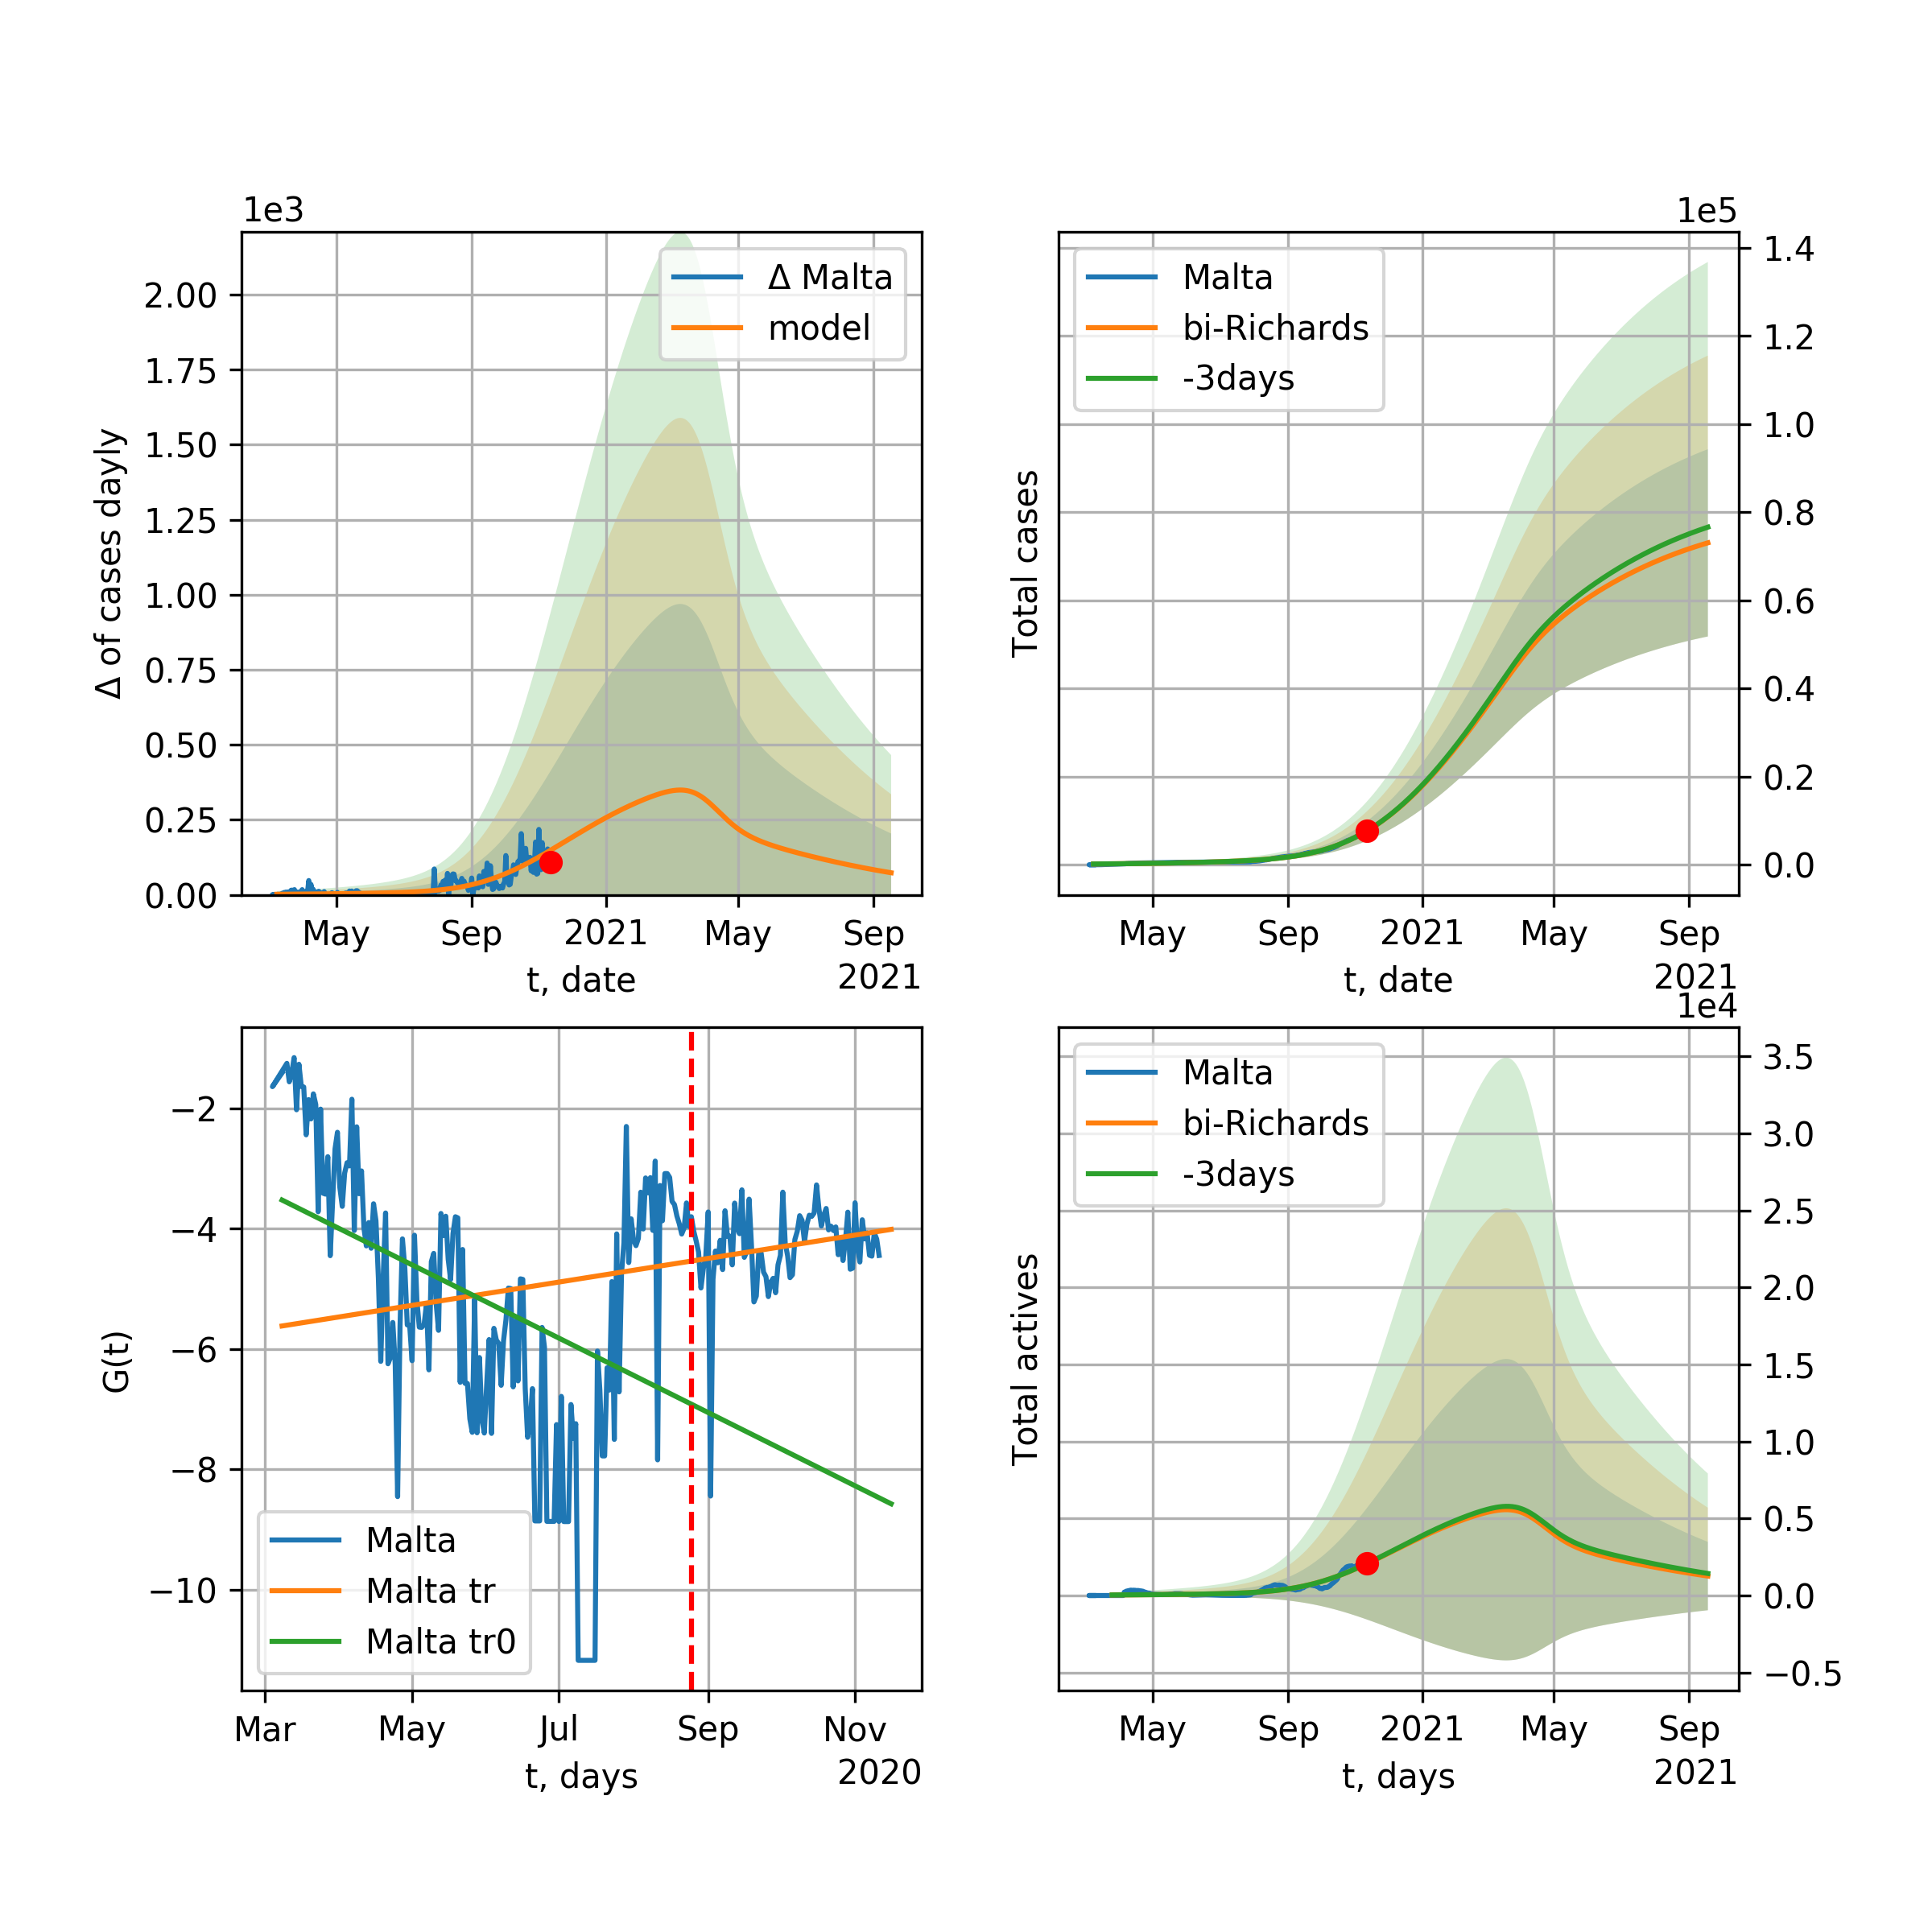 1e3
2.00
1.75
1.50
1.25
1.00
0.75
0.50
0.25
0.00
Δ of cases dayly
Δ Malta
model
May Sep 2021 May Sep
t, date 2021
1e5
Malta
bi-Richards
-3days
Total cases
1.4
1.2
1.0
0.8
0.6
0.4
0.2
0.0
May Sep 2021 May Sep
t, date 2021
G(t)
−2
−4
−6
−8
−10
Malta
Malta tr
Malta tr0
Mar May Jul Sep Nov
t, days 2020
1e4
Malta
bi-Richards
-3days
Total actives
3.5
3.0
2.5
2.0
1.5
1.0
0.5
0.0
−0.5
May Sep 2021 May Sep
t, days 2021